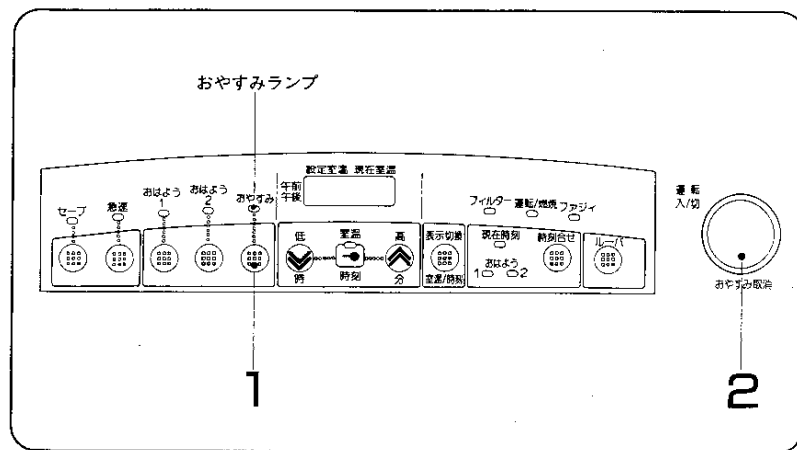 おやすみランプ
設定室温 現在室温
午前
午後
セーブ
急速
おはよう
1
おはよう
2
おやすみ
フィルター
運転/燃焼
ファジィ
運転
入/切
低
室温
高
表示切換
現在時刻
時刻合せ
ルーバ
おはよう
1
2
時
時刻
分
室温/時刻
おやすみ取消
1
2